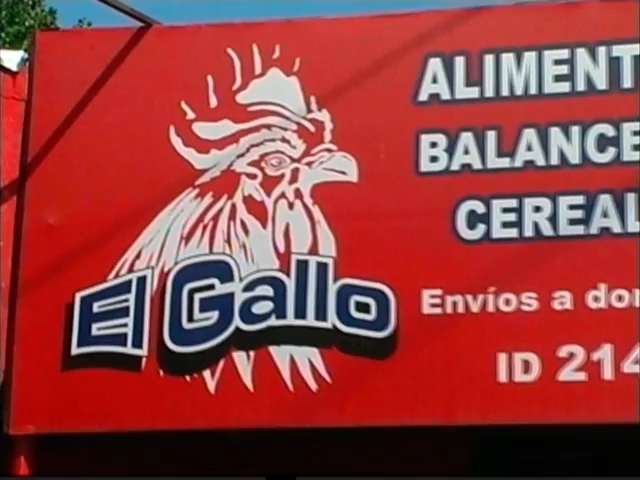 El Gallo
ALIMENT
BALANCE
CEREAL
Envíos a do
ID 214